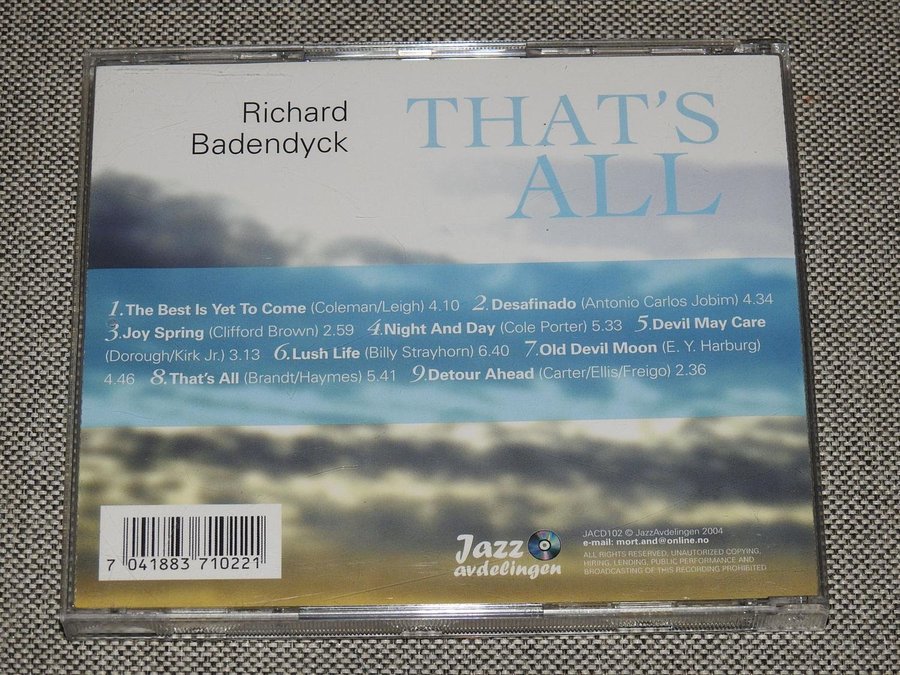 Richard
Badendyck
THAT'S
ALL
1. The Best Is Yet To Come (Coleman/Leigh) 4.10 2. Desafinado (Antonio Carlos Jobim) 4.34
3. Joy Spring (Clifford Brown) 2.59 4. Night And Day (Cole Porter) 5.33 5. Devil May Care
(Dorough/Kirk Jr.) 3.13 6. Lush Life (Billy Strayhorn) 6.40 7. Old Devil Moon (E. Y. Harburg)
4.46 8. That's All (Brandt/Haymes) 5.41 9. Detour Ahead (Carter/Ellis/Freigo) 2.36
7 041883 710221
Jazz
avdelingen
JACD102 © JazzAvdelingen 2004
e-mail: mort.and@online.no
ALL RIGHTS RESERVED, UNAUTORIZED COPYING,
HIRING, LENDING, PUBLIC PERFORMANCE AND
BROADCASTING OF THIS RECORDING PROHIBITED